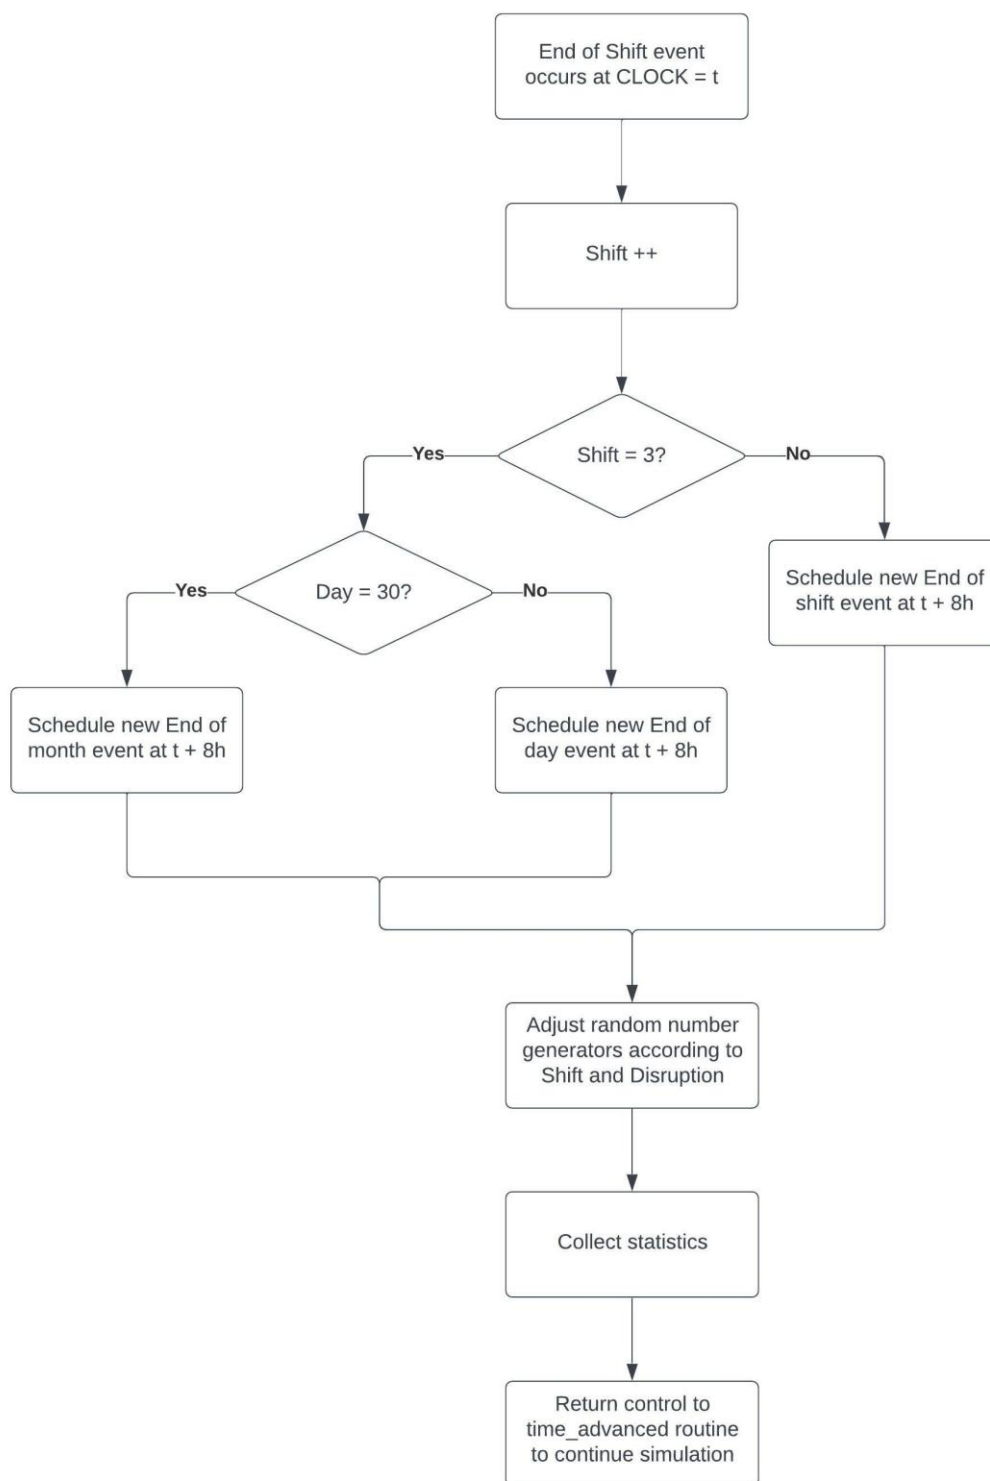 End of Shift event
occurs at CLOCK = t
Shift ++
Shift = 3?
Yes
No
Day = 30?
Yes
No
Schedule new End of
shift event at t + 8h
Schedule new End of
month event at t + 8h
Schedule new End of
day event at t + 8h
Adjust random number
generators according to
Shift and Disruption
Collect statistics
Return control to
time_advanced routine
to continue simulation